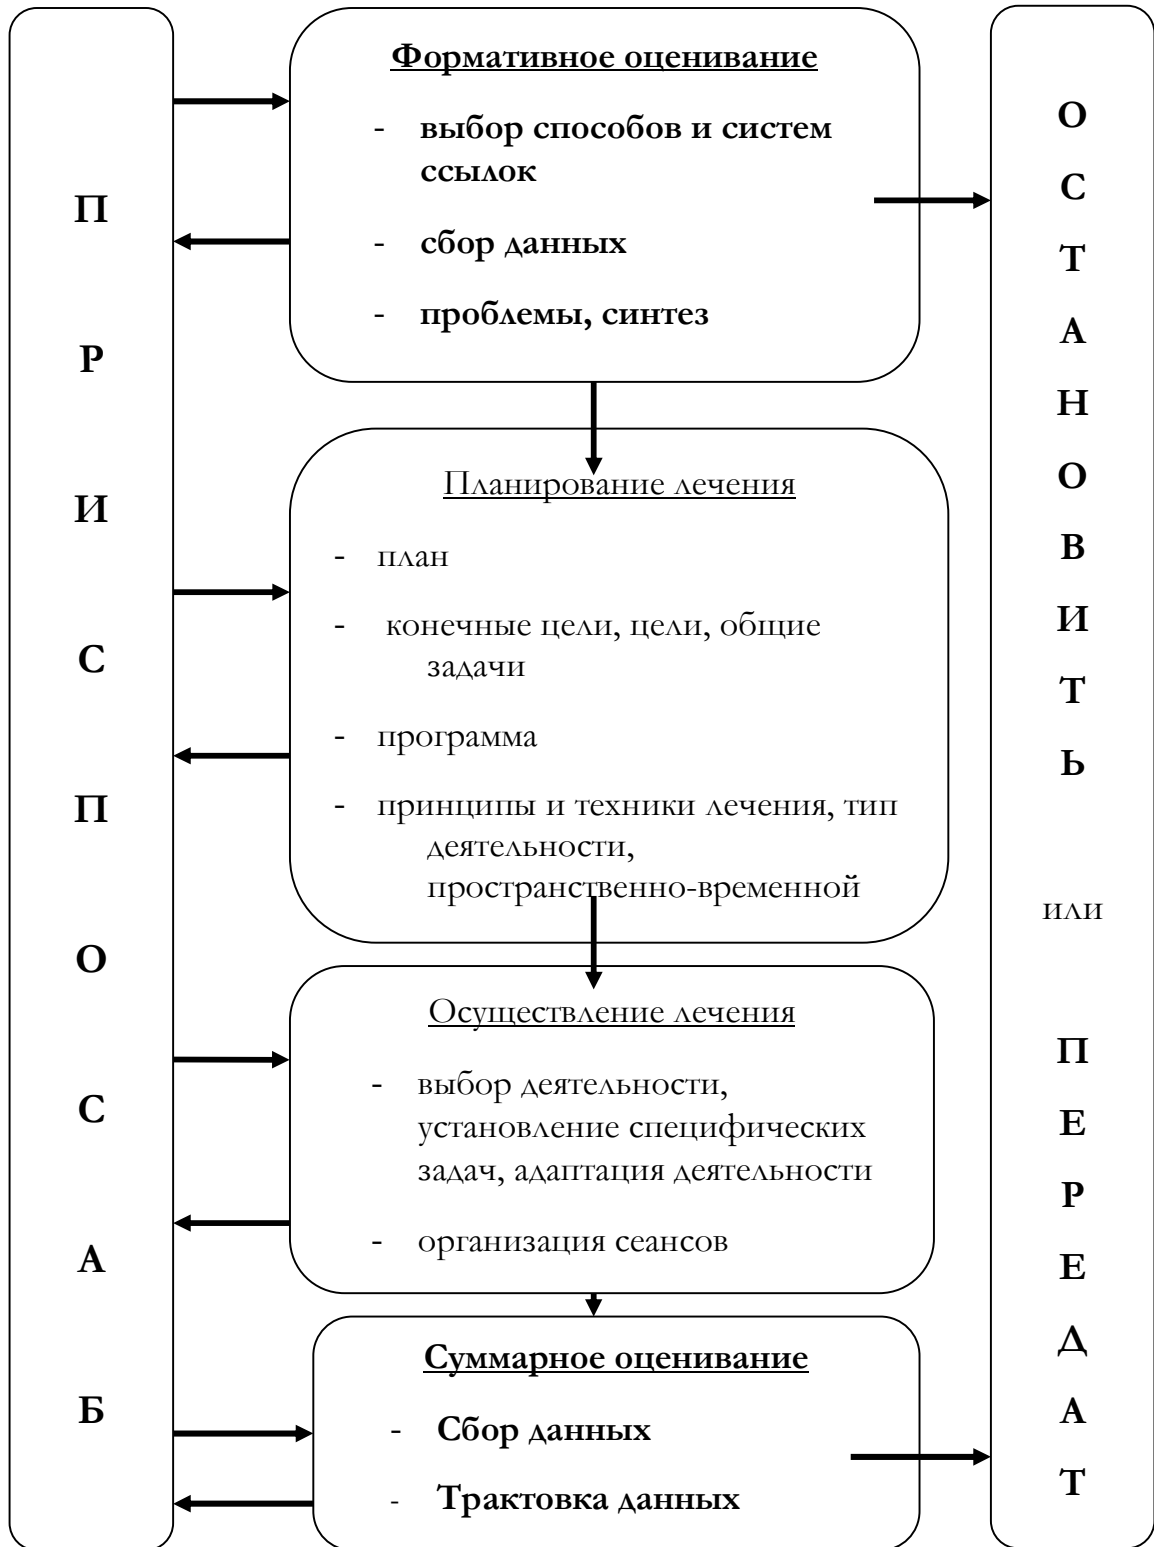 П
Р
И
С
П
О
С
А
Б
Формативное оценивание
- выбор способов и систем
ссылок
- сбор данных
- проблемы, синтез
Планирование лечения
- план
- конечные цели, цели, общие
задачи
- программа
- принципы и техники лечения, тип
деятельности,
пространственно-временной
Осуществление лечения
- выбор деятельности,
установление специфических
задач, адаптация деятельности
- организация сеансов
Суммарное оценивание
- Сбор данных
- Трактовка данных
О
С
Т
А
Н
О
В
И
Т
Ь
или
П
Е
Р
Е
Д
А
Т